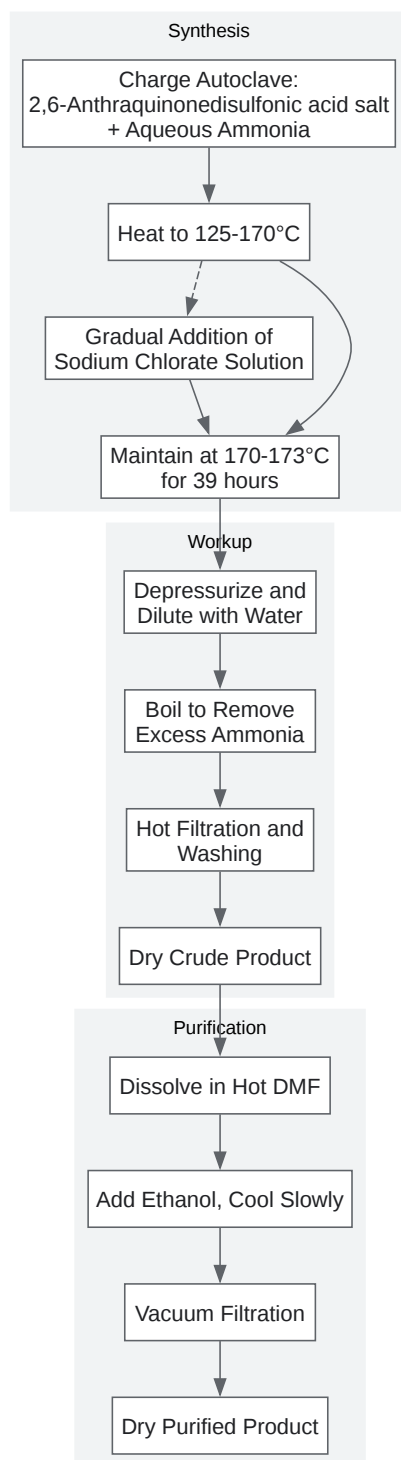 Synthesis
Charge Autoclave:
2,6-Anthraquinonedisulfonic acid salt
+ Aqueous Ammonia
Heat to 125-170°C
Gradual Addition of
Sodium Chlorate Solution
Maintain at 170-173°C
for 39 hours
Workup
Depressurize and
Dilute with Water
Boil to Remove
Excess Ammonia
Hot Filtration and
Washing
Dry Crude Product
Purification
Dissolve in Hot DMF
Add Ethanol, Cool Slowly
Vacuum Filtration
Dry Purified Product